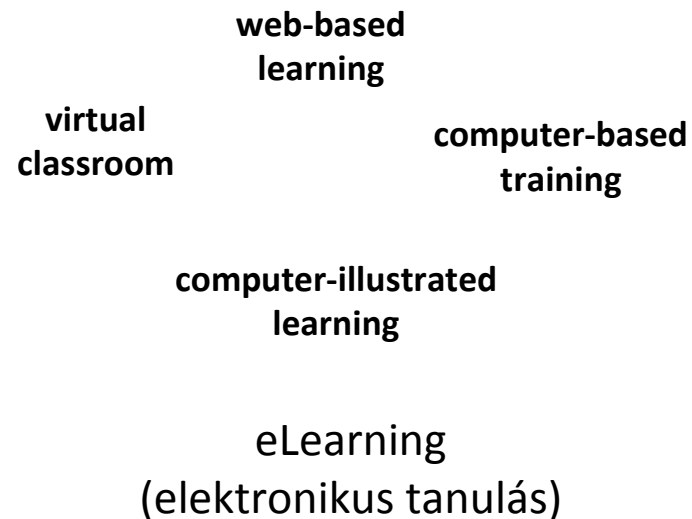 web-based
learning
virtual
classroom
computer-based
training
computer-illustrated
learning
eLearning
(elektronikus tanulás)